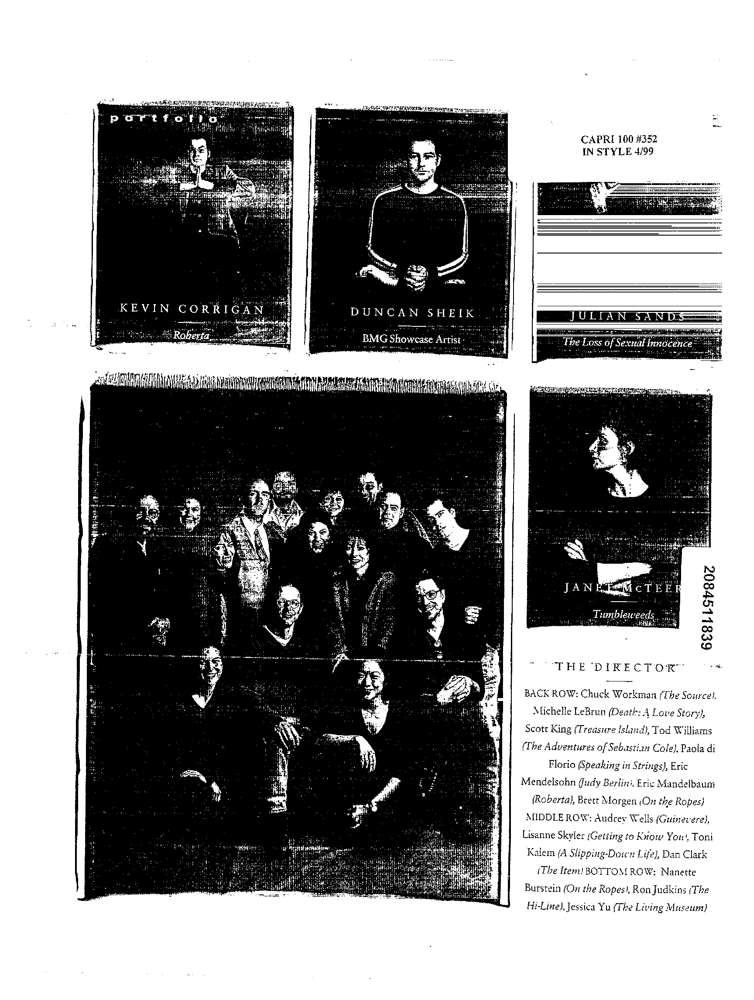 portfolio
KEVIN CORRIGAN
Roberta
DUNCAN SHEIK
BMG Showcase Artist
CAPRI 100 #352
IN STYLE 4/99
JULIAN SANDS
The Loss of Sexual Innocence
JANET McTEER
Tumbleweeds
2084511839
THE DIRECTOR
BACK ROW: Chuck Workman (The Source),
Michelle LeBrun (Death: A Love Story),
Scott King (Treasure Island), Tod Williams
(The Adventures of Sebastian Cole), Paola di
Florio (Speaking in Strings), Eric
Mendelsohn (Judy Berlin), Eric Mandelbaum
(Roberta), Brett Morgen (On the Ropes)
MIDDLE ROW: Audrey Wells (Guinevere),
Lisanne Skyler (Getting to Know You), Toni
Kalem (A Slipping-Down Life), Dan Clark
(The Item) BOTTOM ROW: Nanette
Burstein (On the Ropes), Ron Judkins (The
Hi-Line), Jessica Yu (The Living Museum)